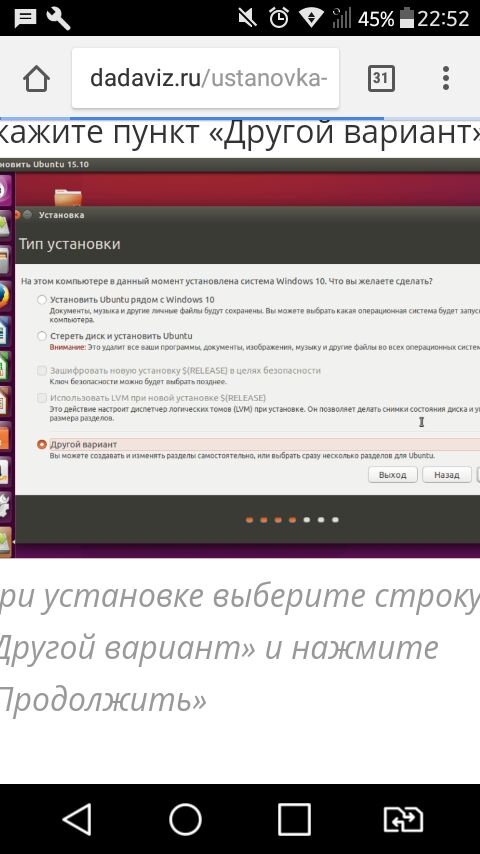 45% 22:52
dadaviz.ru/ustanovka-
31
кажите пункт «Другой вариант»
новить Ubuntu 15.10
Установка
Тип установки
На этом компьютере в данный момент установлена система Windows 10. Что вы желаете сделать?
Установить Ubuntu рядом с Windows 10
Документы, музыка и другие личные файлы будут сохранены. Вы можете выбрать какая операционная система будет запус
компьютера.
Стереть диск и установить Ubuntu
Внимание: Это удалит все ваши программы, документы, изображения, музыку и другие файлы во всех операционных систем
Зашифровать новую установку $(RELEASE) в целях безопасности
Ключ безопасности можно будет выбрать позднее.
Использовать LVM при новой установке $(RELEASE)
Это действие настроит диспетчер логических томов (LVM) при установке. Он позволяет делать снимки состояния диска и
размера разделов.
Другой вариант
Вы можете создавать и изменять разделы самостоятельно, или выбрать сразу несколько разделов для Ubuntu.
Выход Назад
ри установке выберите строку
Другой вариант» и нажмите
Продолжить»